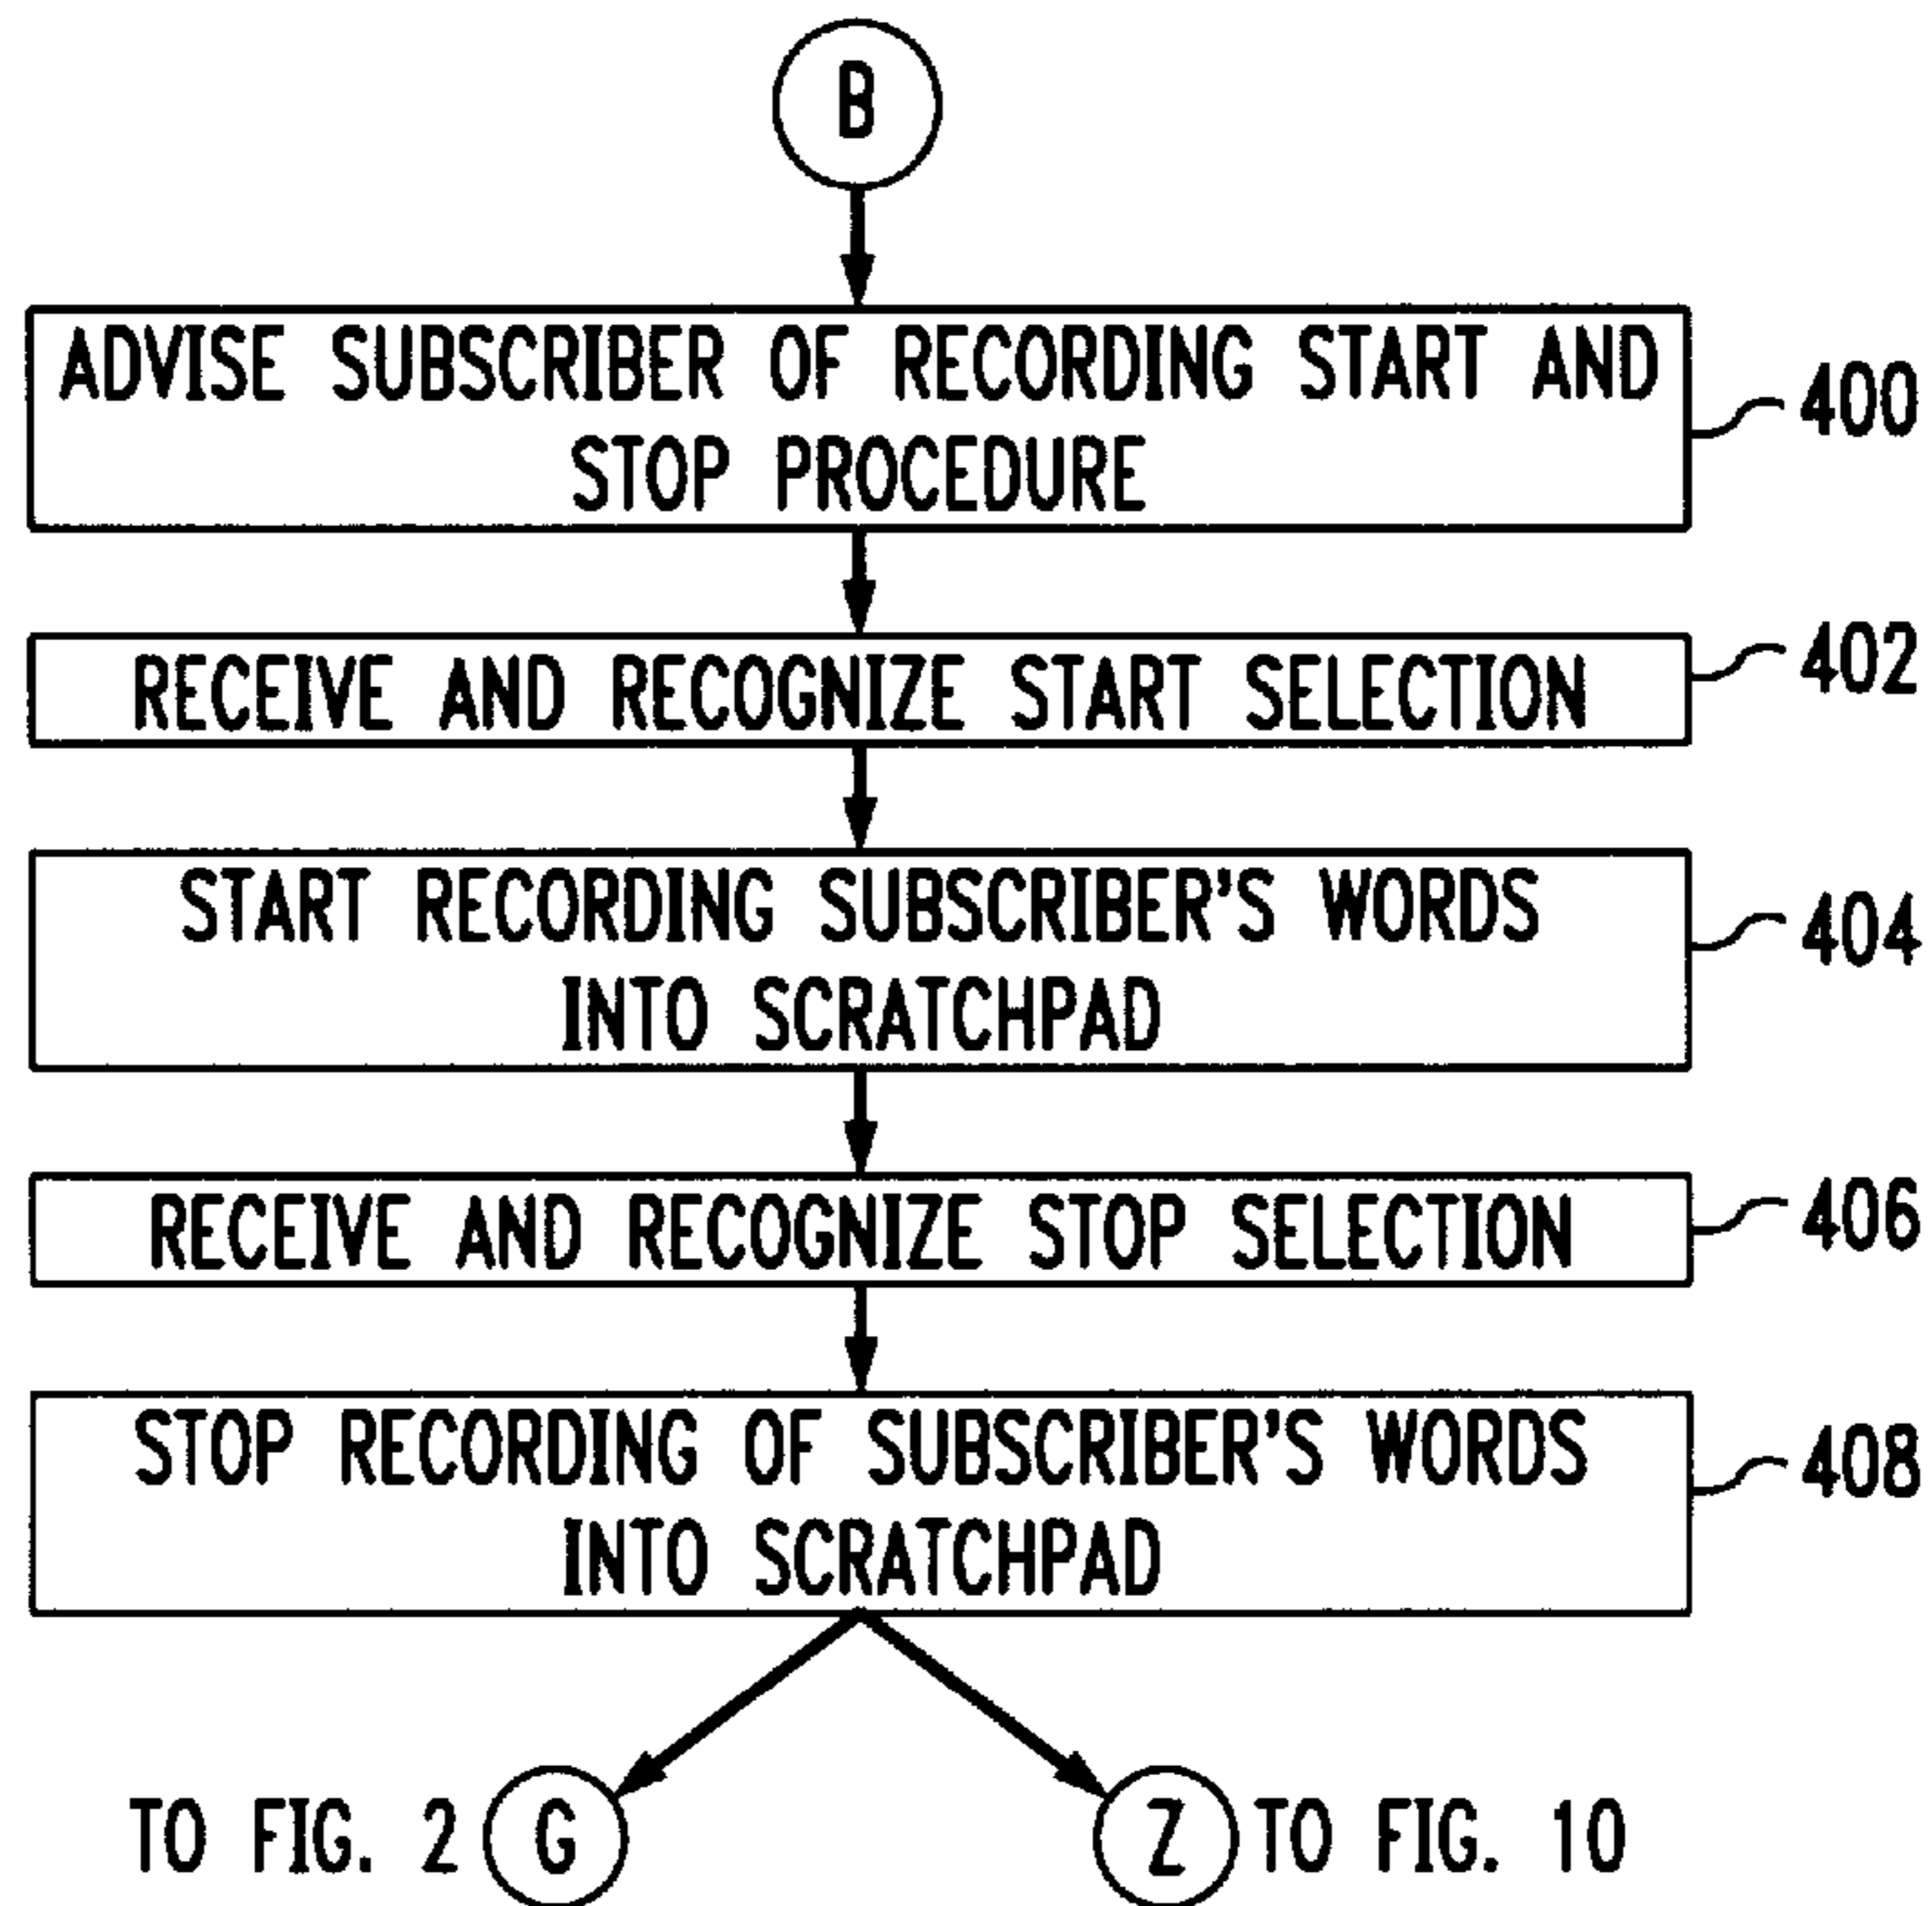 B
ADVISE SUBSCRIBER OF RECORDING START AND
STOP PROCEDURE
400
RECEIVE AND RECOGNIZE START SELECTION
402
START RECORDING SUBSCRIBER'S WORDS
INTO SCRATCHPAD
404
RECEIVE AND RECOGNIZE STOP SELECTION
406
STOP RECORDING OF SUBSCRIBER'S WORDS
INTO SCRATCHPAD
408
TO FIG. 2 G
Z TO FIG. 10